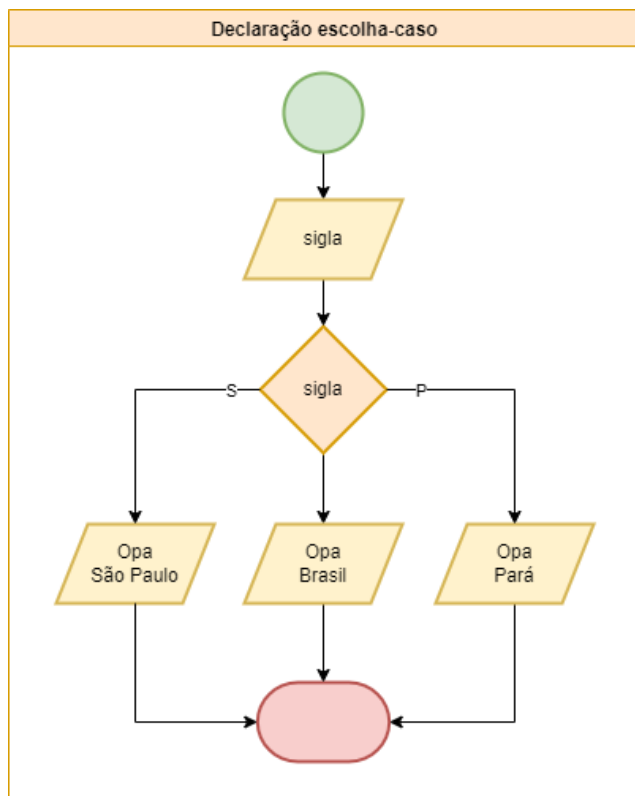 Declaração escolha-caso
sigla
sigla
S
P
Opa
São Paulo
Opa
Brasil
Opa
Pará